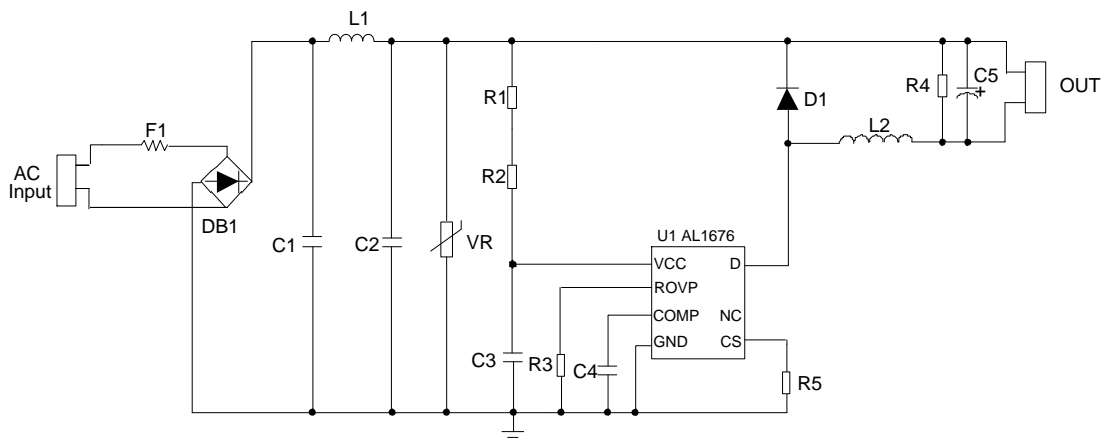 L1
R1
D1
R4
C5
+
OUT
F1
L2
AC
Input
R2
DB1
C1
C2
VR
U1 AL1676
VCC
D
ROVP
COMP
NC
GND
CS
C3
R3
C4
R5